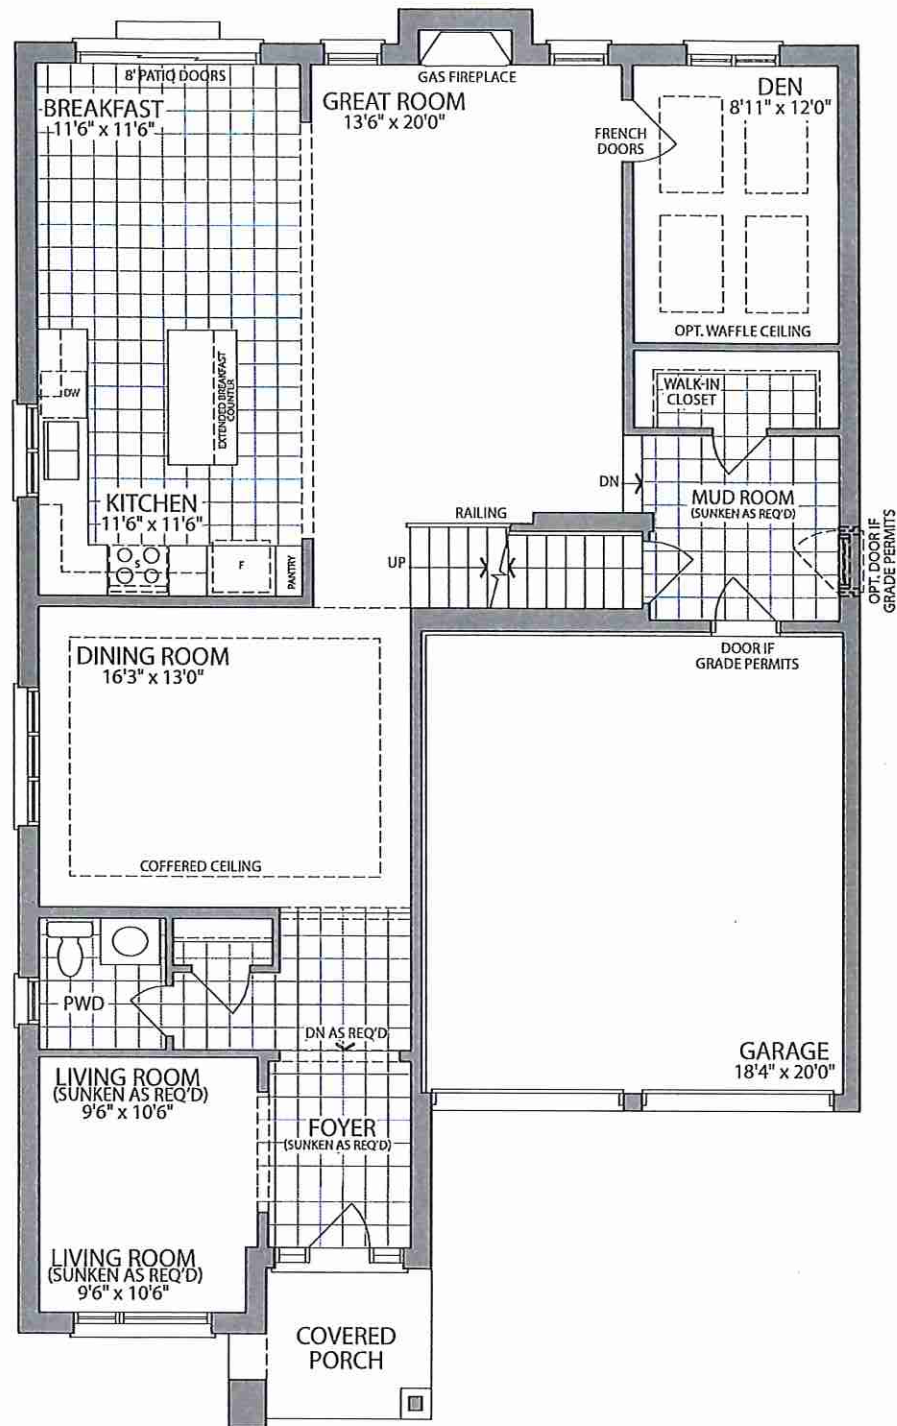 8' PATIO DOORS
BREAKFAST
11'6" x 11'6"
GAS FIREPLACE
GREAT ROOM
13'6" x 20'0"
FRENCH
DOORS
DEN
8'11" x 12'0"
OPT. WAFFLE CEILING
DW
EXTENDED BREAKFAST
COUNTER
WALK-IN
CLOSET
KITCHEN
11'6" x 11'6"
S
F
PANTRY
RAILING
UP
DN
MUD ROOM
(SUNKEN AS REQ'D)
OPT. DOOR IF
GRADE PERMITS
DOOR IF
GRADE PERMITS
DINING ROOM
16'3" x 13'0"
COFFERED CEILING
PWD
DN AS REQ'D
GARAGE
18'4" x 20'0"
LIVING ROOM
(SUNKEN AS REQ'D)
9'6" x 10'6"
FOYER
(SUNKEN AS REQ'D)
LIVING ROOM
(SUNKEN AS REQ'D)
9'6" x 10'6"
COVERED
PORCH